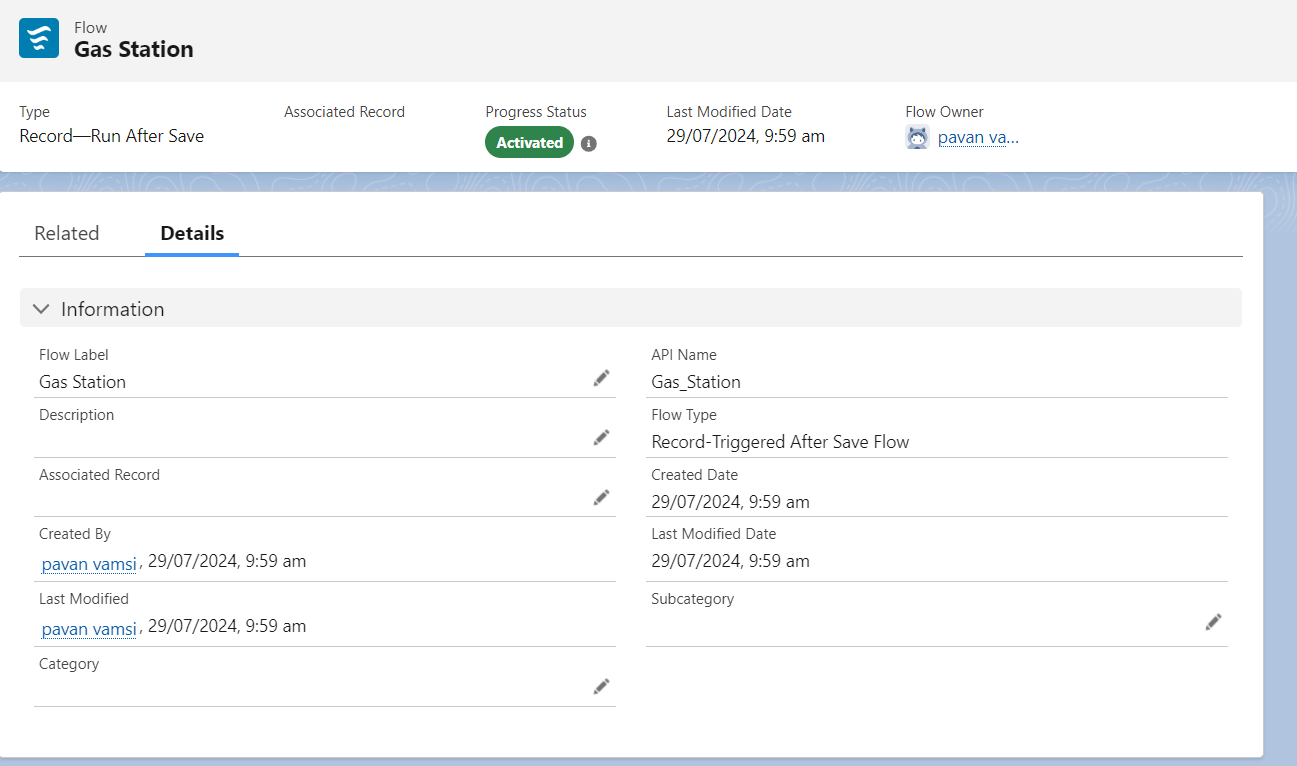 Flow
Gas Station
Type
Record—Run After Save
Associated Record
Progress Status
Activated
Last Modified Date
29/07/2024, 9:59 am
Flow Owner
pavan va...
Related
Details
Information
Flow Label
Gas Station
API Name
Gas_Station
Description
Flow Type
Record-Triggered After Save Flow
Associated Record
Created Date
29/07/2024, 9:59 am
Created By
pavan vamsi, 29/07/2024, 9:59 am
Last Modified Date
29/07/2024, 9:59 am
Last Modified
pavan vamsi, 29/07/2024, 9:59 am
Subcategory
Category